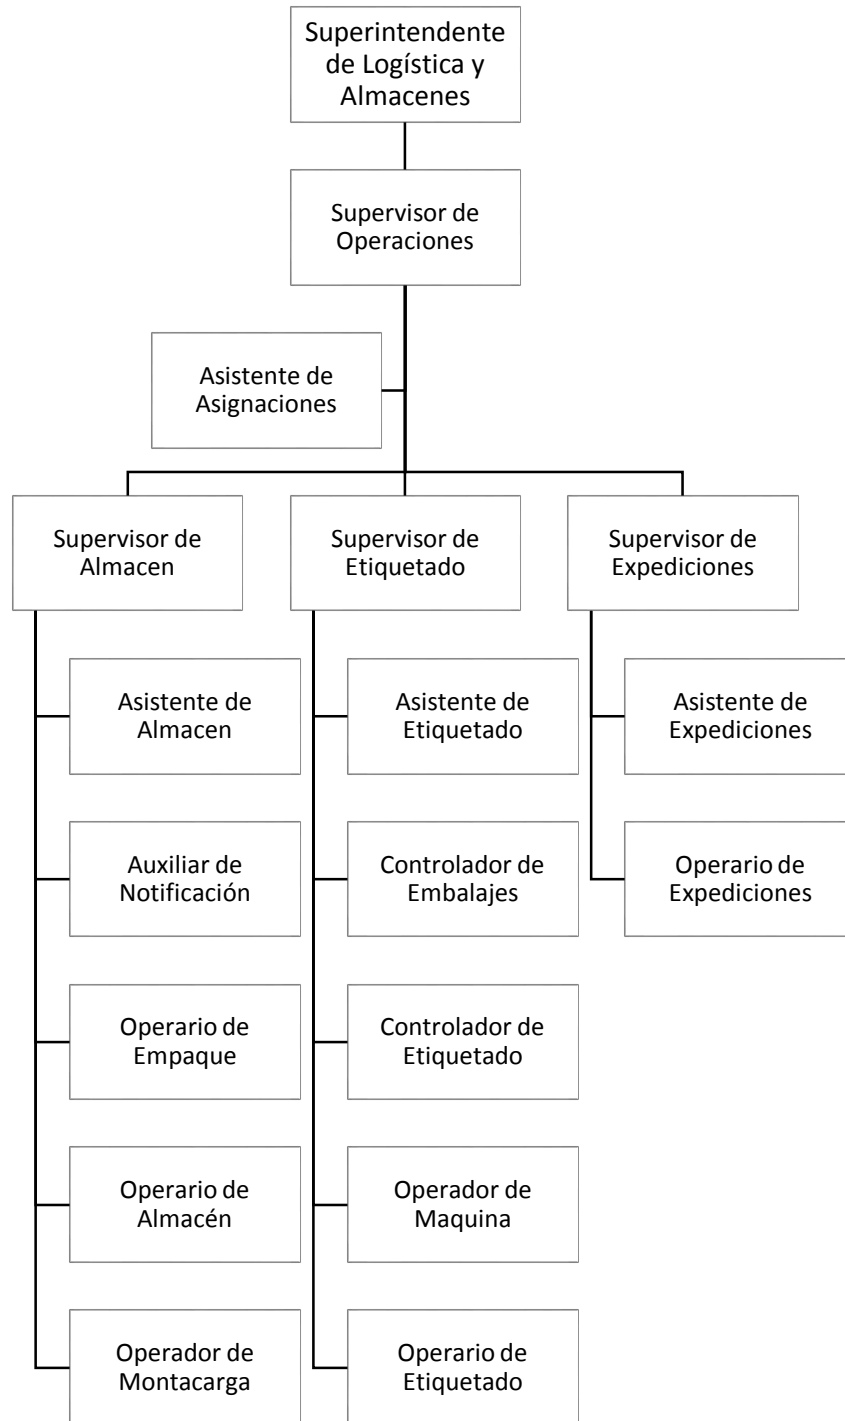 Superintendente
de Logística y
Almacenes
Supervisor de
Operaciones
Asistente de
Asignaciones
Supervisor de
Almacen
Supervisor de
Etiquetado
Supervisor de
Expediciones
Asistente de
Almacen
Asistente de
Etiquetado
Asistente de
Expediciones
Auxiliar de
Notificación
Controlador de
Embalajes
Operario de
Expediciones
Operario de
Empaque
Controlador de
Etiquetado
Operario de
Almacén
Operador de
Maquina
Operador de
Montacarga
Operario de
Etiquetado